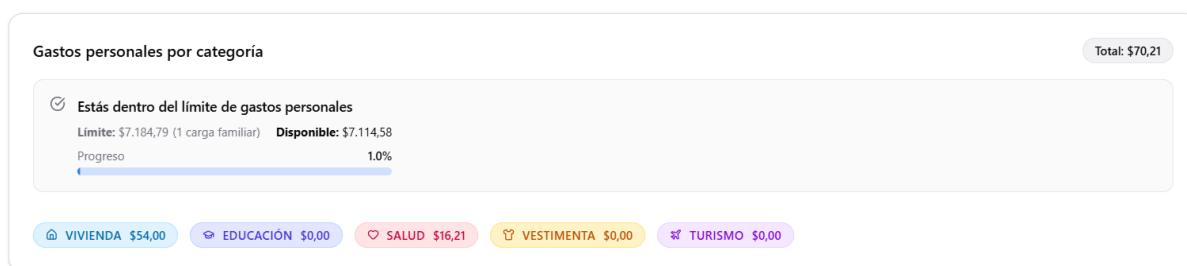 Gastos personales por categoría
Total: $70,21
Estás dentro del límite de gastos personales
Límite: $7.184,79 (1 carga familiar) Disponible: $7.114,58
Progreso 1.0%
VIVIENDA $54,00 EDUCACIÓN $0,00 SALUD $16,21 VESTIMENTA $0,00 TURISMO $0,00